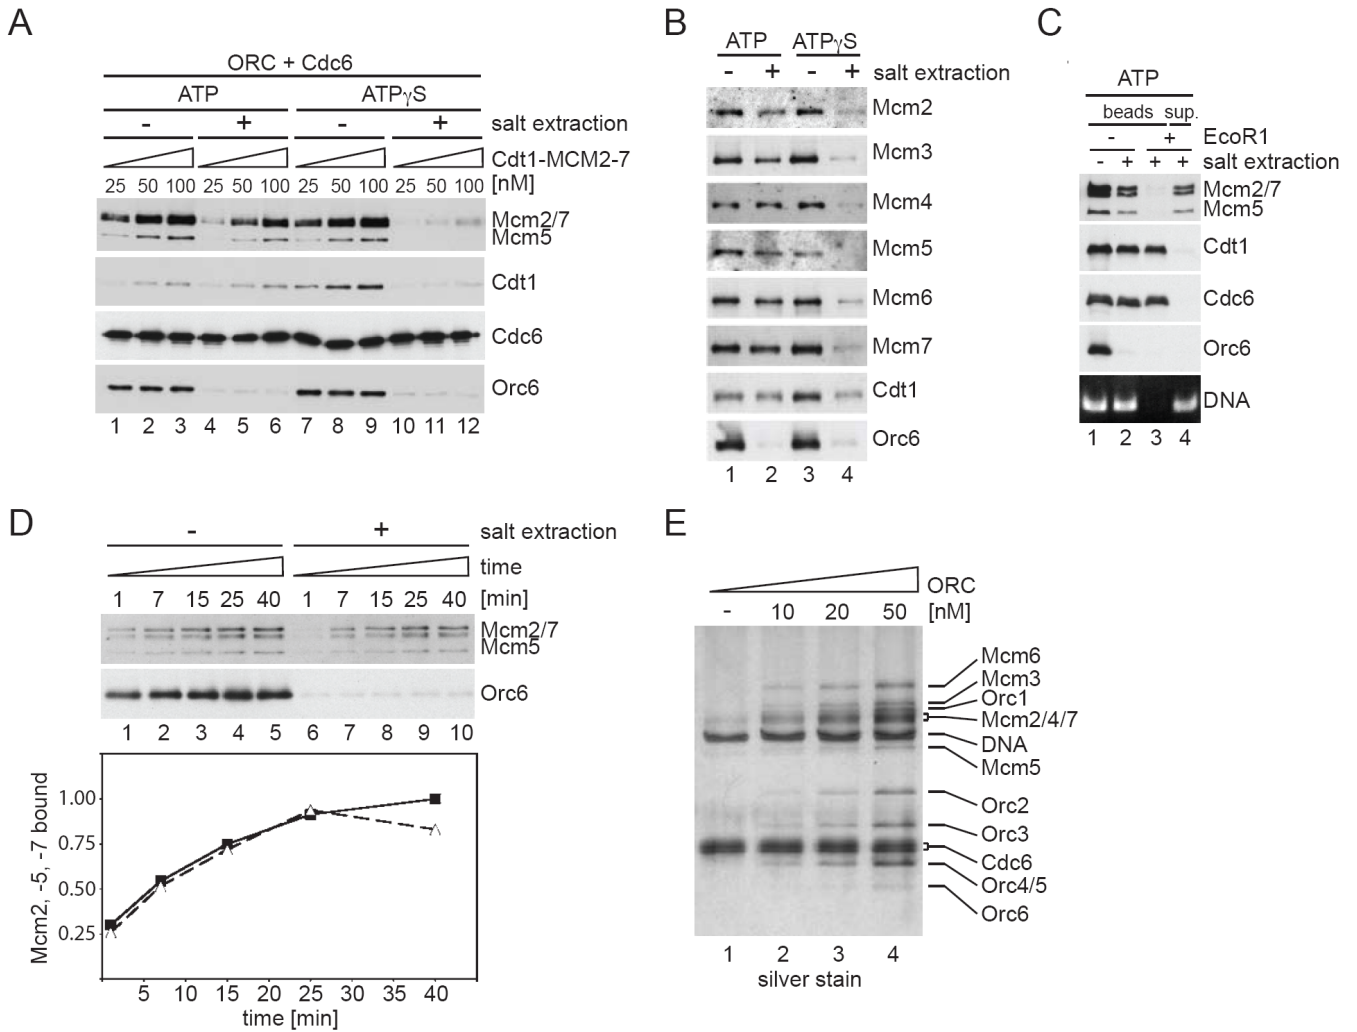 A
ORC + Cdc6
ATP ATPγS
- + - + salt extraction
Cdt1-MCM2-7
25 50 100 25 50 100 25 50 100 25 50 100 [nM]
Mcm2/7
Mcm5
Cdt1
Cdc6
Orc6
1 2 3 4 5 6 7 8 9 10 11 12
B
ATP ATPγS
- + - + salt extraction
Mcm2
Mcm3
Mcm4
Mcm5
Mcm6
Mcm7
Cdt1
Orc6
1 2 3 4
C
ATP
beads sup.
- + EcoR1
- + + + salt extraction
Mcm2/7
Mcm5
Cdt1
Cdc6
Orc6
DNA
1 2 3 4
D
- + salt extraction
time
1 7 15 25 40 1 7 15 25 40 [min]
Mcm2/7
Mcm5
Orc6
1 2 3 4 5 6 7 8 9 10
Mcm2, -5, -7 bound
1.00
0.75
0.50
0.25
5 10 15 20 25 30 35 40
time [min]
E
ORC
- 10 20 50 [nM]
Mcm6
Mcm3
Orc1
Mcm2/4/7
DNA
Mcm5
Orc2
Orc3
Cdc6
Orc4/5
Orc6
1 2 3 4
silver stain